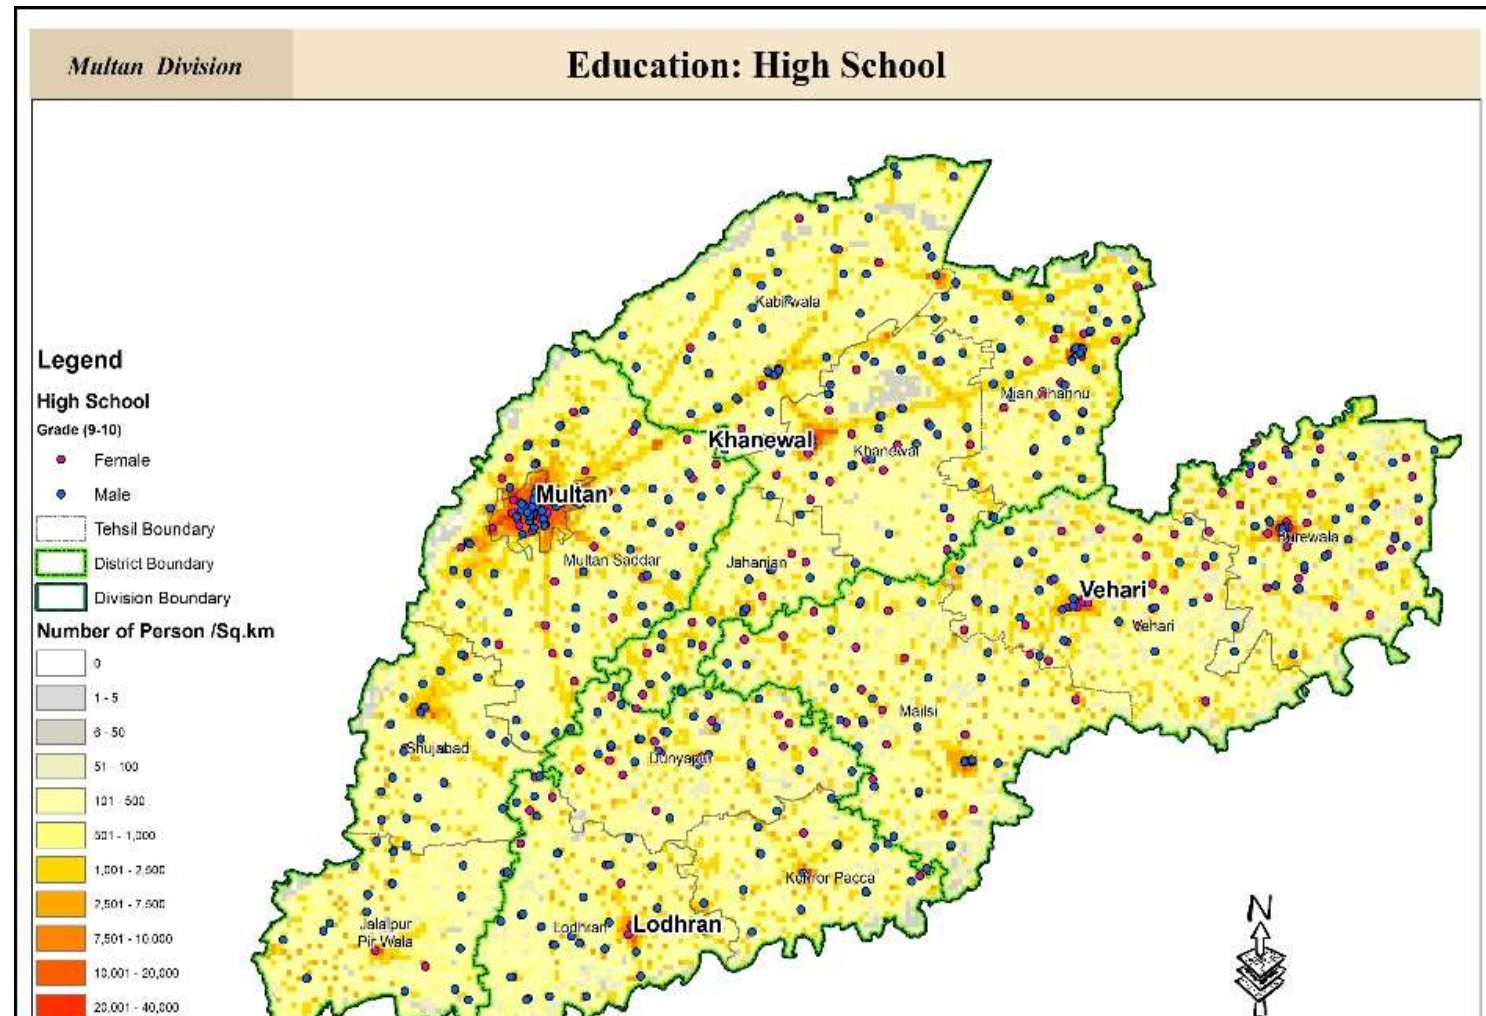 Multan Division
Education: High School
Legend
High School
Grade (9-10)
Female
Male
Tehsil Boundary
District Boundary
Division Boundary
Number of Person /Sq.km
0
1 - 5
6 - 50
51 - 100
101 - 500
501 - 1,000
1,001 - 2,500
2,501 - 7,500
7,501 - 10,000
10,001 - 20,000
20,001 - 40,000
Kabirwala
Mian Channu
Khanewal
Khanewal
Multan
Multan Saddar
Jahanian
Burewala
Vehari
Vehari
Mailsi
Shujabad
Dunyapur
Kehror Pacca
Jalalpur
Pir Wala
Lodhran
Lodhran
N